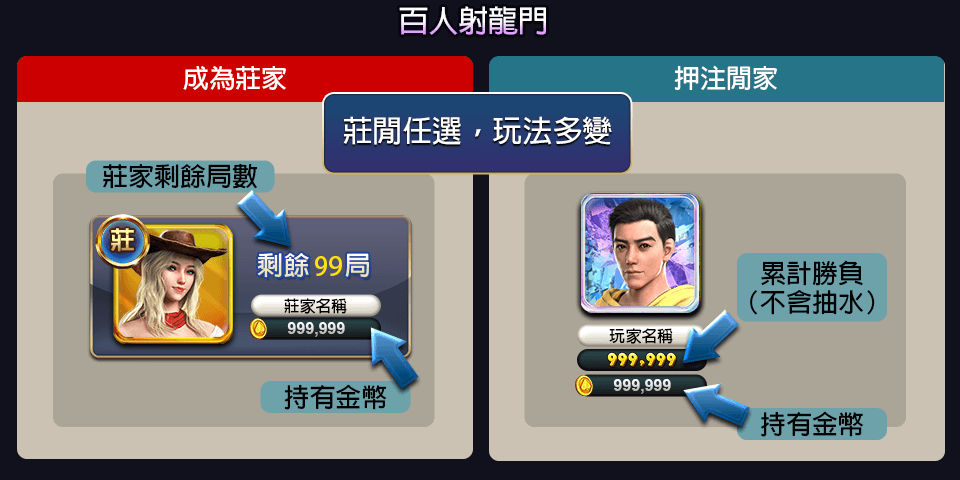 百人射龍門
成為莊家
押注閒家
莊閒任選，玩法多變
莊家剩餘局數
莊
剩餘99局
莊家名稱
999,999
持有金幣
累計勝負
（不含抽水）
玩家名稱
999,999
999,999
持有金幣